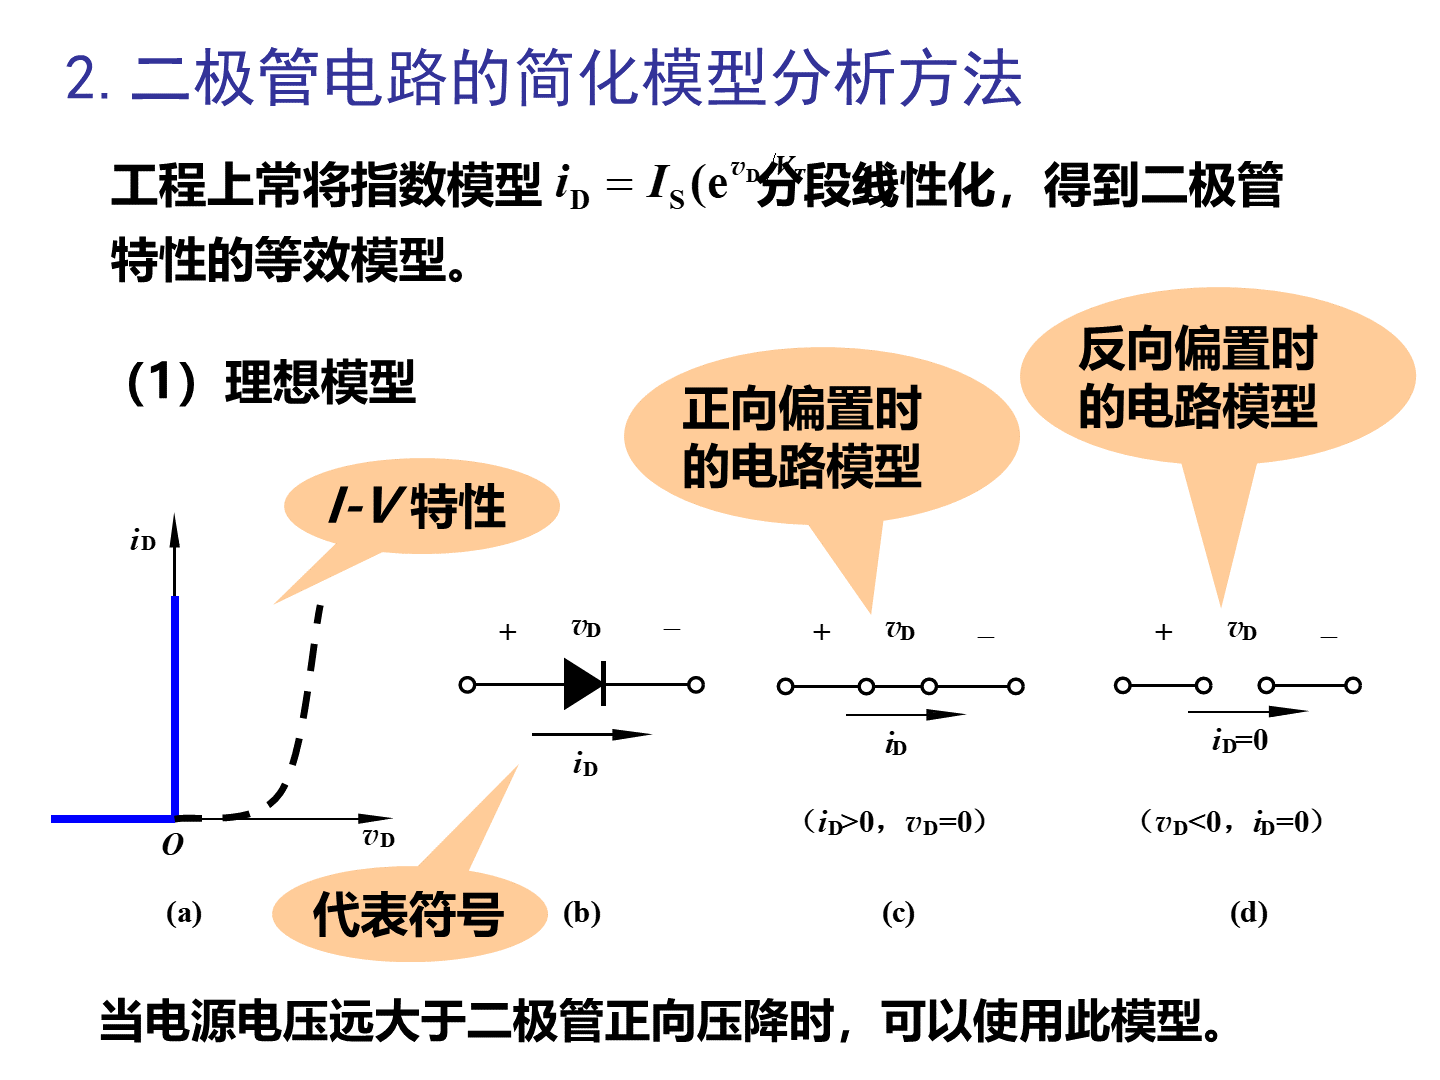 2. 二极管电路的简化模型分析方法
工程上常将指数模型 iD = IS(e^vD/ 分段线性化，得到二极管
特性的等效模型。
（1）理想模型
反向偏置时
的电路模型
正向偏置时
的电路模型
I-V 特性
iD
O
vD
+ vD –
iD
+ vD –
iD
+ vD –
iD=0
（iD>0，vD=0）
（vD<0，iD=0）
代表符号
(a)
(b)
(c)
(d)
当电源电压远大于二极管正向压降时，可以使用此模型。